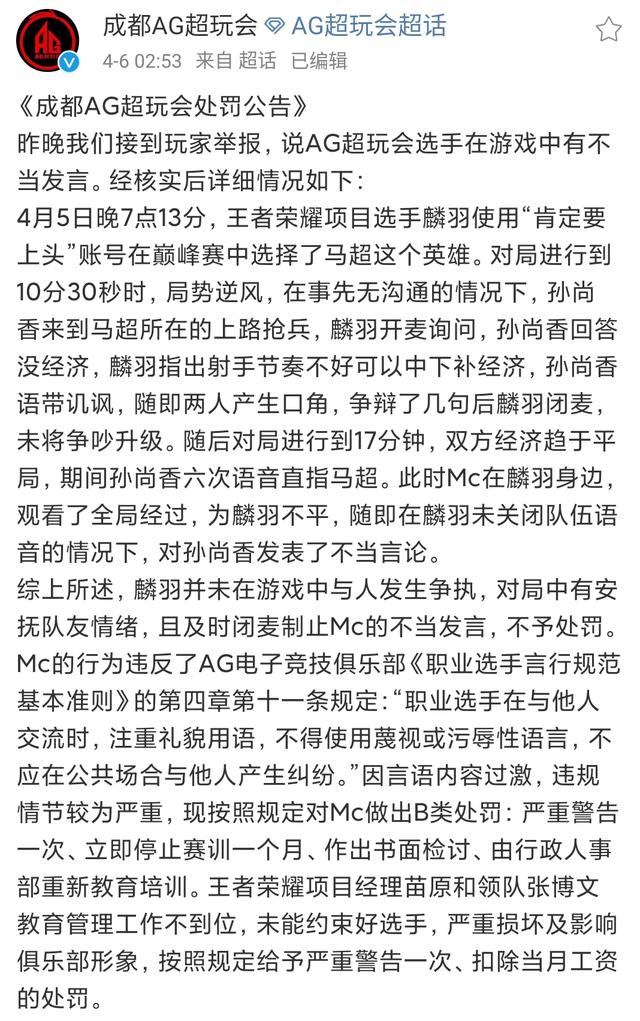 成都AG超玩会 AG超玩会超话
4-6 02:53 来自 超话 已编辑
《成都AG超玩会处罚公告》
昨晚我们接到玩家举报，说AG超玩会选手在游戏中有不
当发言。经核实后详细情况如下：
4月5日晚7点13分，王者荣耀项目选手麟羽使用“肯定要
上头”账号在巅峰赛中选择了马超这个英雄。对局进行到
10分30秒时，局势逆风，在事先无沟通的情况下，孙尚
香来到马超所在的上路抢兵，麟羽开麦询问，孙尚香回答
没经济，麟羽指出射手节奏不好可以中下补经济，孙尚香
语带讥讽，随即两人产生口角，争辩了几句后麟羽闭麦，
未将争吵升级。随后对局进行到17分钟，双方经济趋于平
局，期间孙尚香六次语音直指马超。此时Mc在麟羽身边，
观看了全局经过，为麟羽不平，随即在麟羽未关闭队伍语
音的情况下，对孙尚香发表了不当言论。
综上所述，麟羽并未在游戏中与人发生争执，对局中有安
抚队友情绪，且及时闭麦制止Mc的不当发言，不予处罚。
Mc的行为违反了AG电子竞技俱乐部《职业选手言行规范
基本准则》的第四章第十一条规定：“职业选手在与他人
交流时，注重礼貌用语，不得使用蔑视或污辱性语言，不
应在公共场合与他人产生纠纷。”因言语内容过激，违规
情节较为严重，现按照规定对Mc做出B类处罚：严重警告
一次、立即停止赛训一个月、作出书面检讨、由行政人事
部重新教育培训。王者荣耀项目经理苗原和领队张博文
教育管理工作不到位，未能约束好选手，严重损坏及影响
俱乐部形象，按照规定给予严重警告一次、扣除当月工资
的处罚。